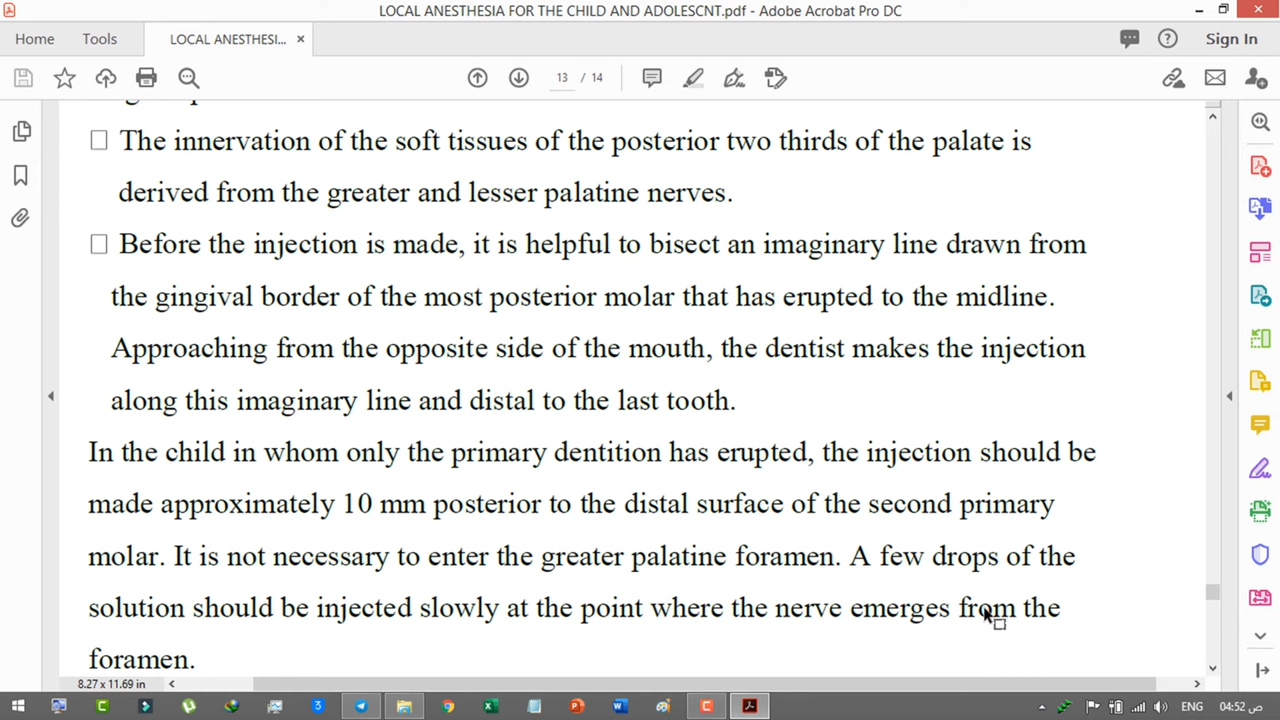 LOCAL ANESTHESIA FOR THE CHILD AND ADOLESCNT.pdf - Adobe Acrobat Pro DC
Home Tools LOCAL ANESTHESI... × Sign In
13 / 14
The innervation of the soft tissues of the posterior two thirds of the palate is
derived from the greater and lesser palatine nerves.
Before the injection is made, it is helpful to bisect an imaginary line drawn from
the gingival border of the most posterior molar that has erupted to the midline.
Approaching from the opposite side of the mouth, the dentist makes the injection
along this imaginary line and distal to the last tooth.
In the child in whom only the primary dentition has erupted, the injection should be
made approximately 10 mm posterior to the distal surface of the second primary
molar. It is not necessary to enter the greater palatine foramen. A few drops of the
solution should be injected slowly at the point where the nerve emerges from the
foramen.
8.27 x 11.69 in
ENG 04:52 ص